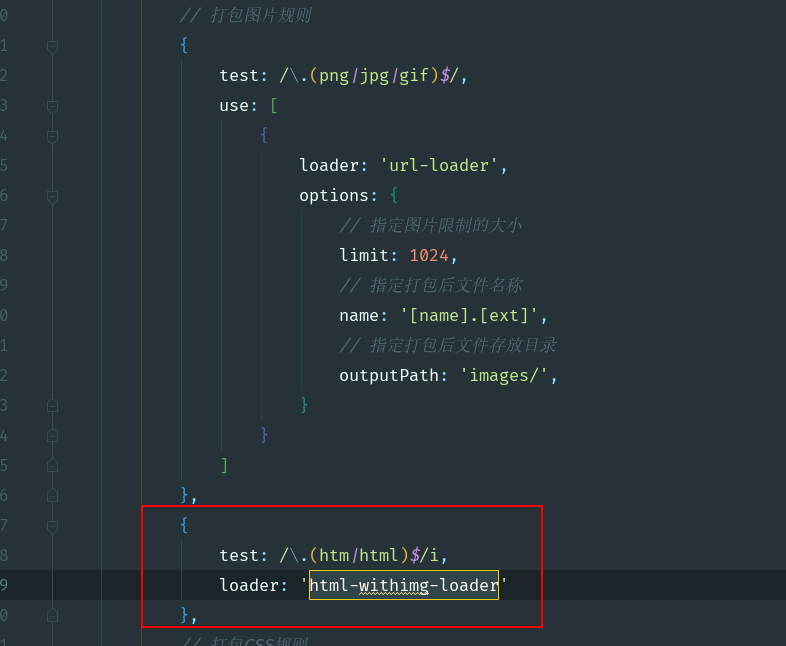 0 // 打包图片规则
1 {
2 test: /\.(png|jpg|gif)$/,
3 use: [
4 {
5 loader: 'url-loader',
6 options: {
7 // 指定图片限制的大小
8 limit: 1024,
9 // 指定打包后文件名称
0 name: '[name].[ext]',
1 // 指定打包后文件存放目录
2 outputPath: 'images/',
3 }
4 }
5 ]
6 },
7 {
8 test: /\.(htm|html)$/i,
9 loader: 'html-withimg-loader'
0 },
1 // 打包CSS规则